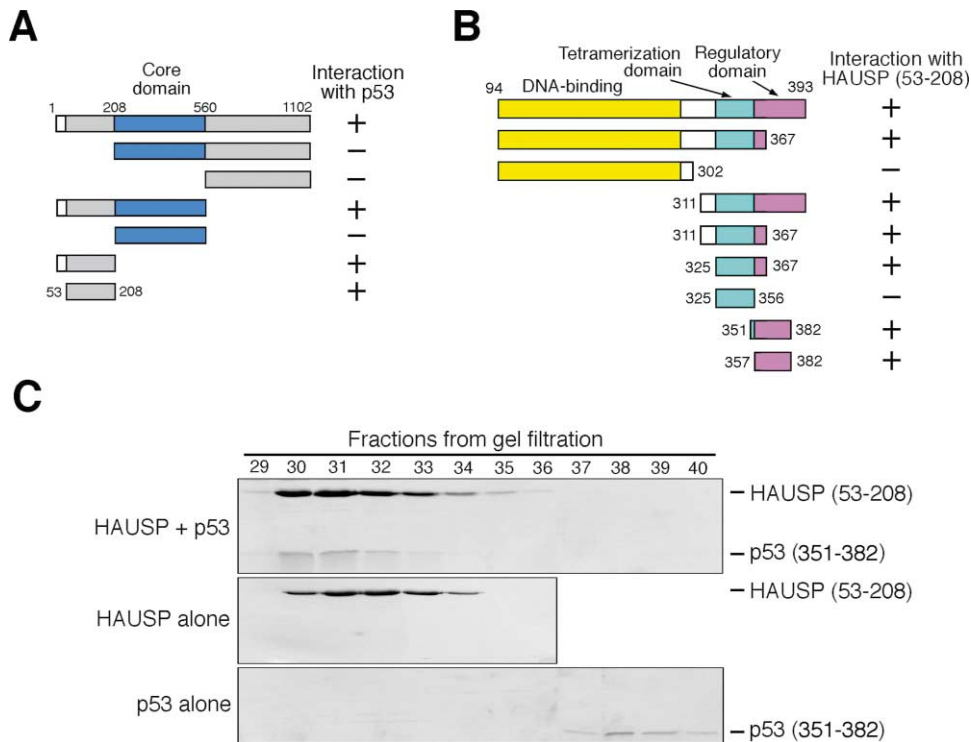 A
Core
domain
Interaction
with p53
1 208 560 1102
+
−
−
+
−
+
53 208 +
B
Tetramerization
domain
Regulatory
domain
Interaction with
HAUSP (53-208)
94 DNA-binding 393
+
367 +
302 −
311 +
311 367 +
325 367 +
325 356 −
351 382 +
357 382 +
C
Fractions from gel filtration
29 30 31 32 33 34 35 36 37 38 39 40
HAUSP + p53
– HAUSP (53-208)
– p53 (351-382)
HAUSP alone
– HAUSP (53-208)
p53 alone
– p53 (351-382)